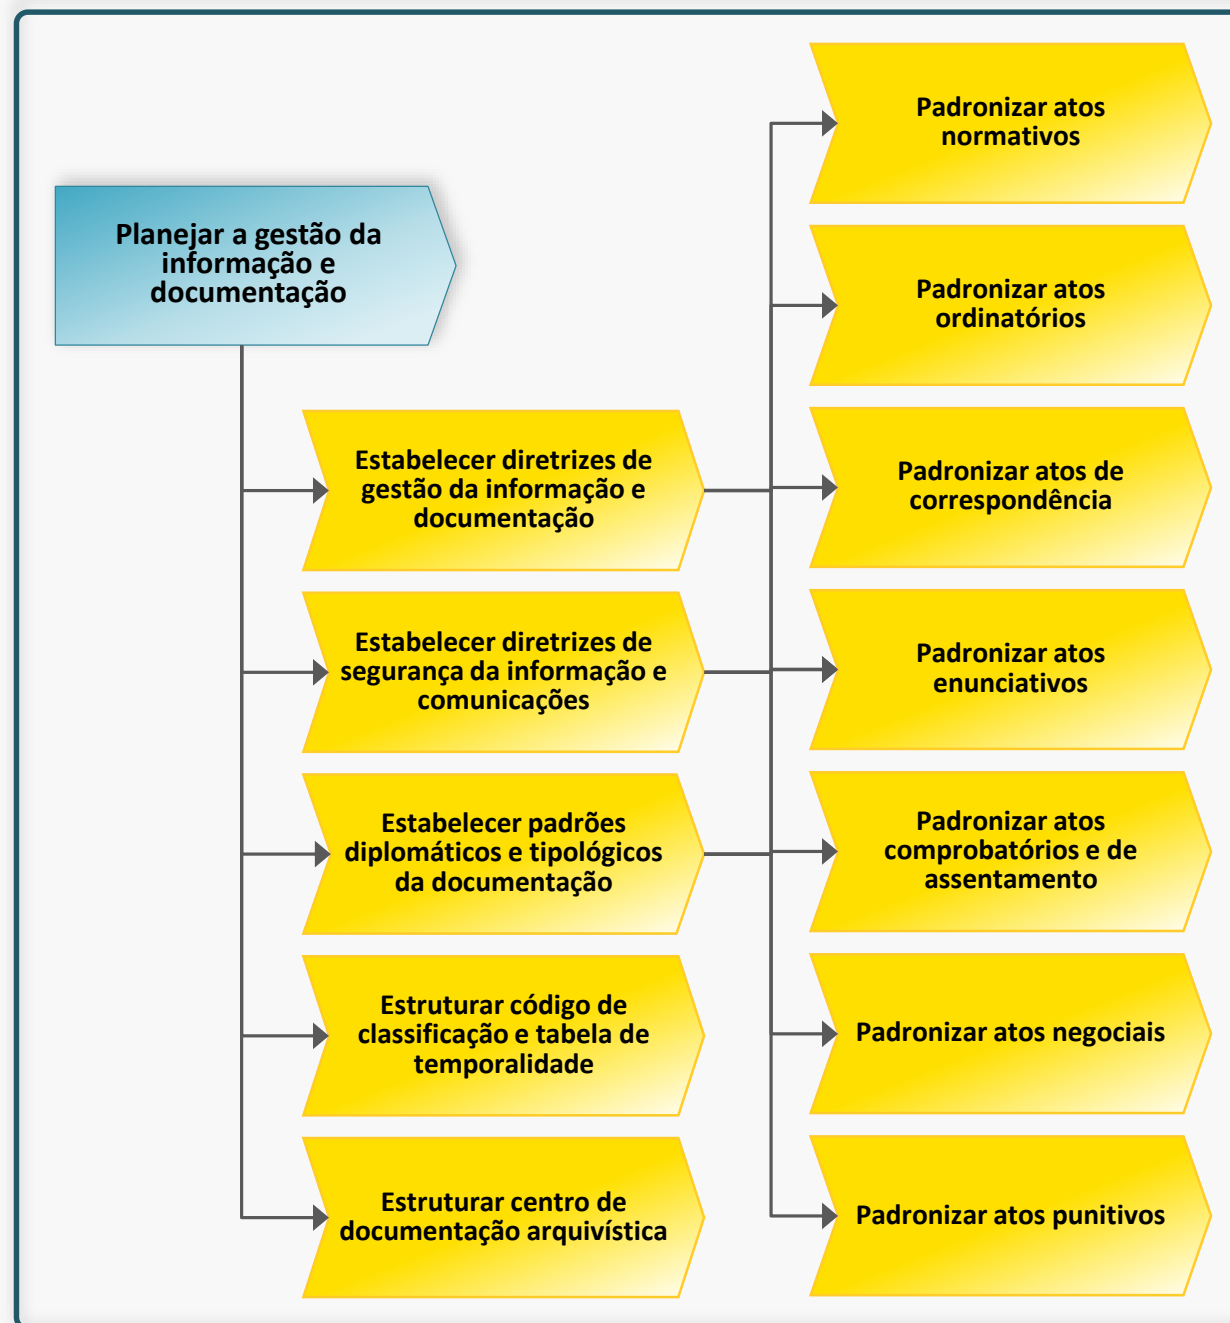 Planejar a gestão da
informação e
documentação
Estabelecer diretrizes de
gestão da informação e
documentação
Estabelecer diretrizes de
segurança da informação e
comunicações
Estabelecer padrões
diplomáticos e tipológicos
da documentação
Estruturar código de
classificação e tabela de
temporalidade
Estruturar centro de
documentação arquivística
Padronizar atos
normativos
Padronizar atos
ordinatórios
Padronizar atos de
correspondência
Padronizar atos
enunciativos
Padronizar atos
comprobatórios e de
assentamento
Padronizar atos negociais
Padronizar atos punitivos